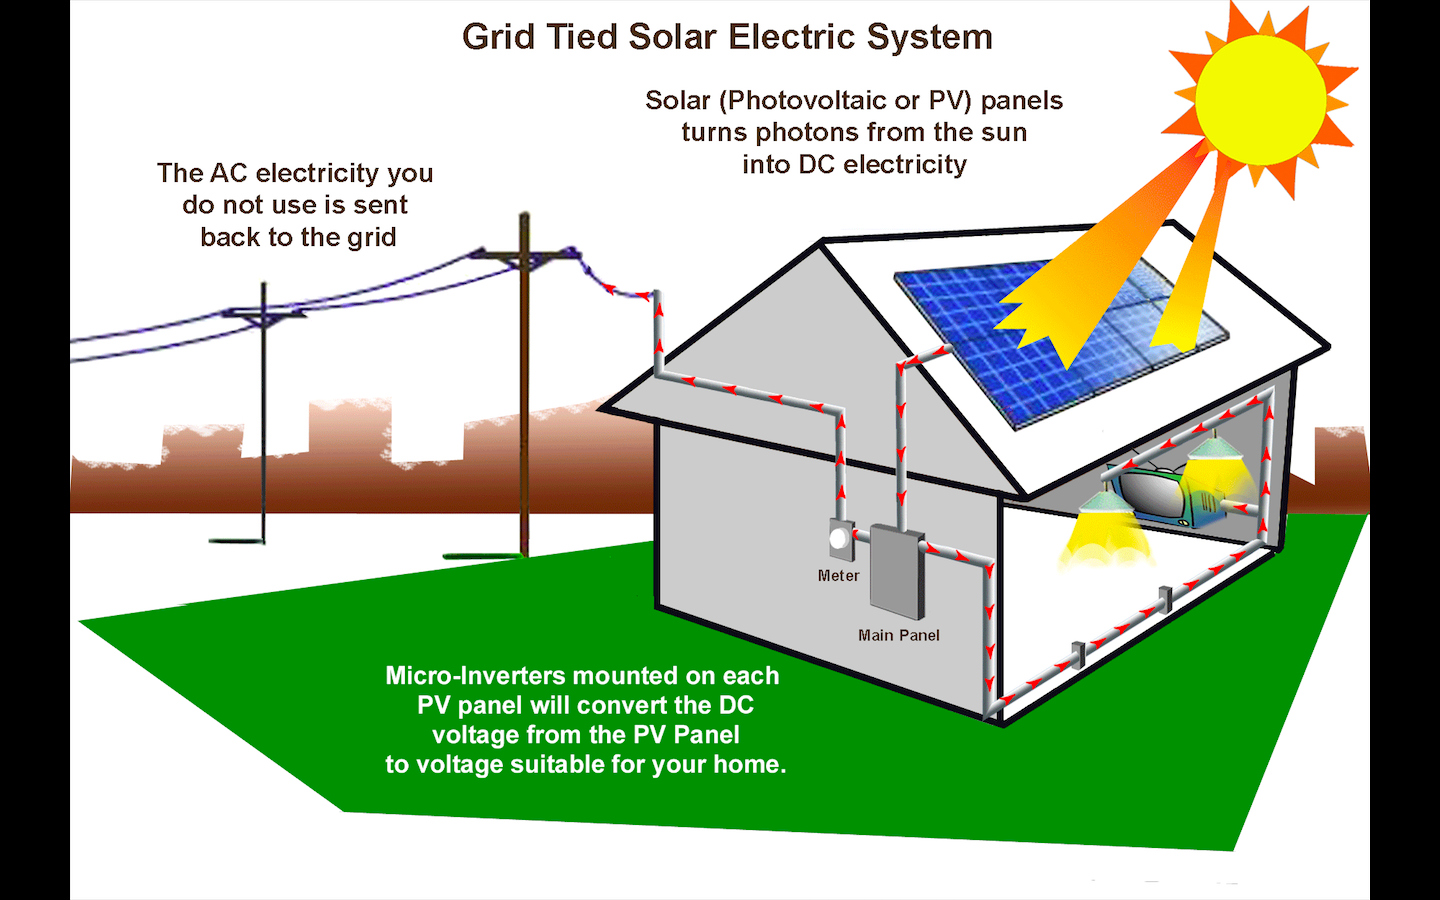 Grid Tied Solar Electric System
Solar (Photovoltaic or PV) panels
turns photons from the sun
into DC electricity
The AC electricity you
do not use is sent
back to the grid
Meter
Main Panel
Micro-Inverters mounted on each
PV panel will convert the DC
voltage from the PV Panel
to voltage suitable for your home.